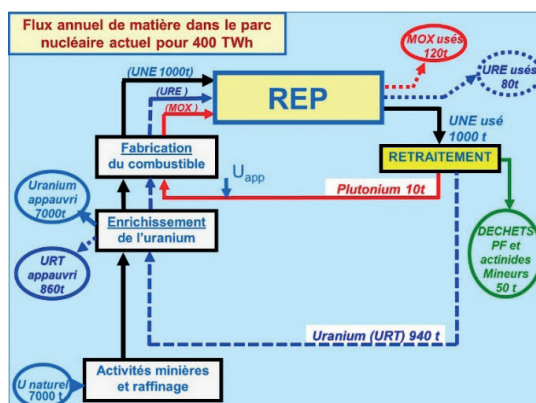 Flux annuel de matière dans le parc
nucléaire actuel pour 400 TWh
MOX usés
120t
(UNE 1000t)
URE usés
80t
(URE )
REP
(MOX)
UNE usé
1000 t
Fabrication
du combustible
RETRAITEMENT
Uapp
Uranium
appauvri
7000t
Plutonium 10t
Enrichissement
de l'uranium
DECHETS
PF et
actinides
Mineurs
50 t
URT
appauvri
860t
Uranium (URT) 940 t
Activités minières
et raffinage
U naturel
7000 t